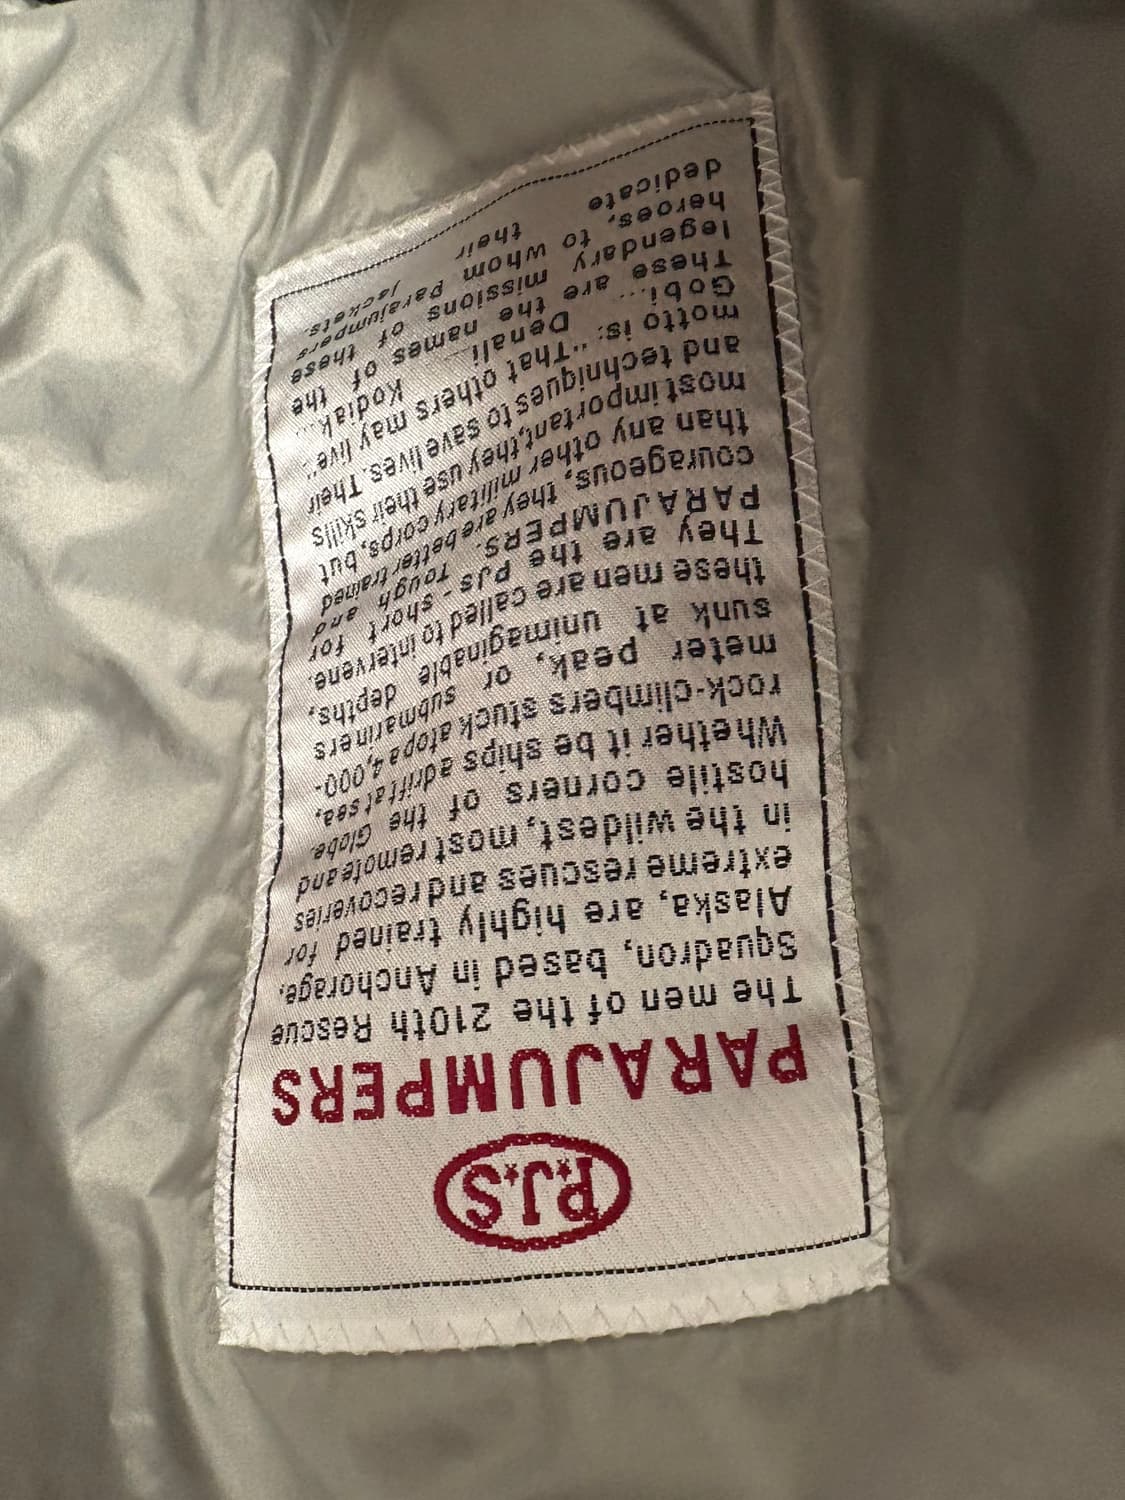 P.J.S
PARAJUMPERS
The men of the 210th Rescue
Squadron, based in Anchorage,
Alaska, are highly trained for
extreme rescues and recoveries
in the wildest, most remote and
hostile corners of the Globe.
Whether it be ships adrift at sea,
rock-climbers stuck atop a 4,000-
meter peak, or submariners
sunk at unimaginable depths,
these men are called to intervene.
They are the PJs - short for
PARAJUMPERS. Tough and
courageous, they are better trained
than any other military corps, but
most important, they use their skills
and techniques to save lives. Their
motto is: "That others may live".
Gobi... Denali... Kodiak...
These are the names of the
legendary missions of these
heroes, to whom Parajumpers
dedicate their jackets.